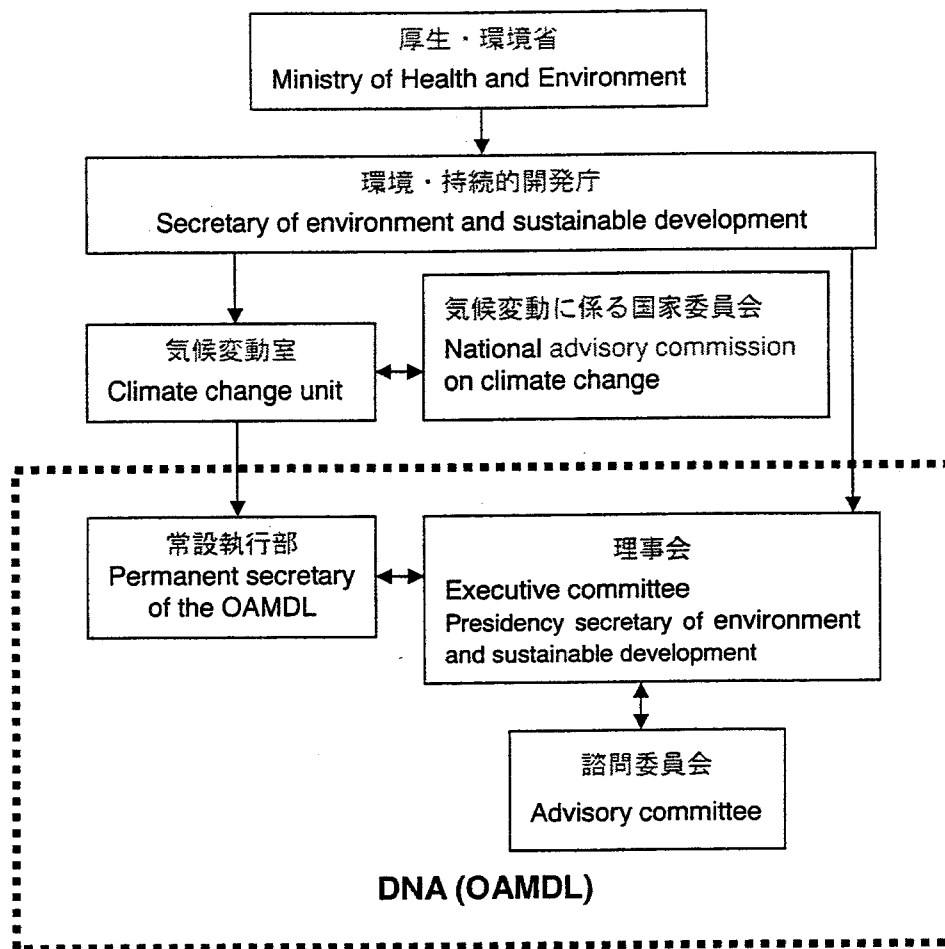 厚生・環境省
Ministry of Health and Environment
環境・持続的開発庁
Secretary of environment and sustainable development
気候変動室
Climate change unit
気候変動に係る国家委員会
National advisory commission
on climate change
常設執行部
Permanent secretary
of the OAMDL
理事会
Executive committee
Presidency secretary of environment
and sustainable development
諮問委員会
Advisory committee
DNA (OAMDL)